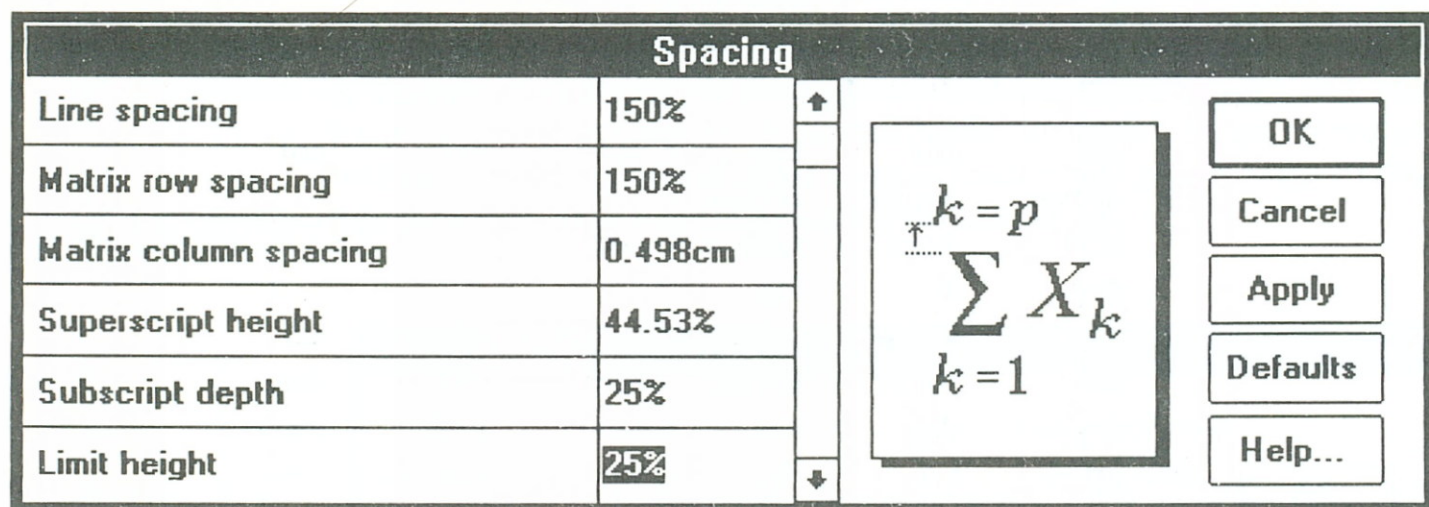 Spacing
Line spacing 150%
Matrix row spacing 150%
Matrix column spacing 0.498cm
Superscript height 44.53%
Subscript depth 25%
Limit height 25%
k = p
∑ X k
k = 1
OK
Cancel
Apply
Defaults
Help...